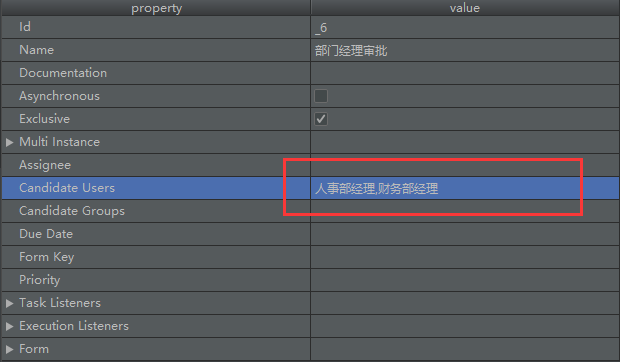 property value
Id _6
Name 部门经理审批
Documentation
Asynchronous
Exclusive
Multi Instance
Assignee
Candidate Users 人事部经理,财务部经理
Candidate Groups
Due Date
Form Key
Priority
Task Listeners
Execution Listeners
Form